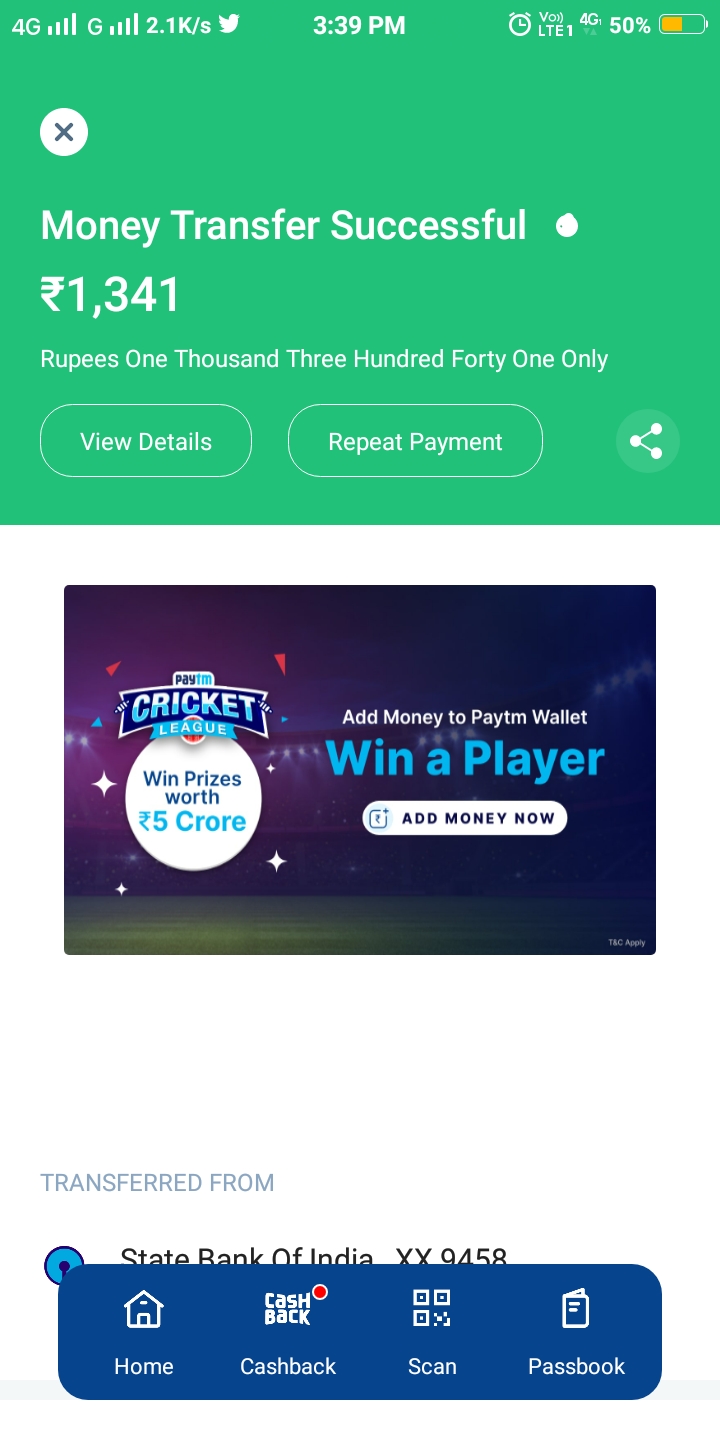 4G G 2.1K/s 3:39 PM Vo)) LTE 1 4G 50%
Money Transfer Successful
₹1,341
Rupees One Thousand Three Hundred Forty One Only
View Details Repeat Payment
paytm
CRICKET
LEAGUE
Win Prizes
worth
₹5 Crore
Add Money to Paytm Wallet
Win a Player
ADD MONEY NOW
T&C Apply
TRANSFERRED FROM
State Bank Of India XX 9458
CASH
BACK
Home Cashback Scan Passbook